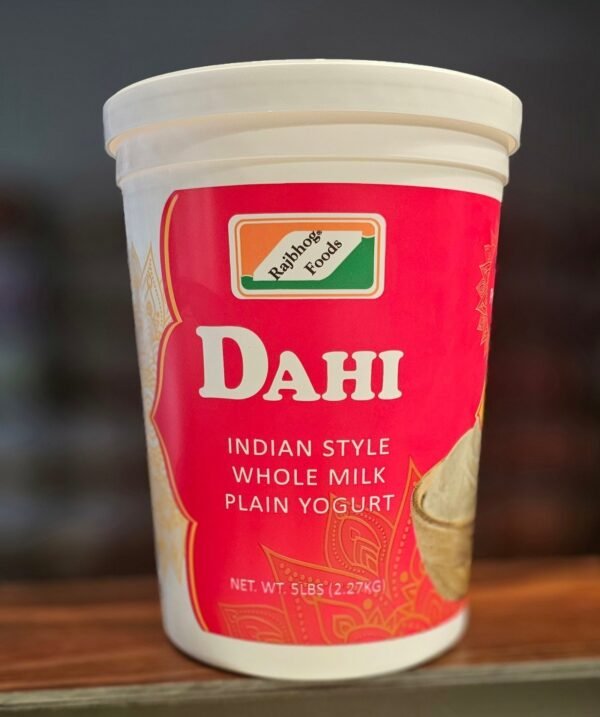 Rajbhog®
Foods
DAHI
INDIAN STYLE
WHOLE MILK
PLAIN YOGURT
NET. WT. 5LBS (2.27KG)